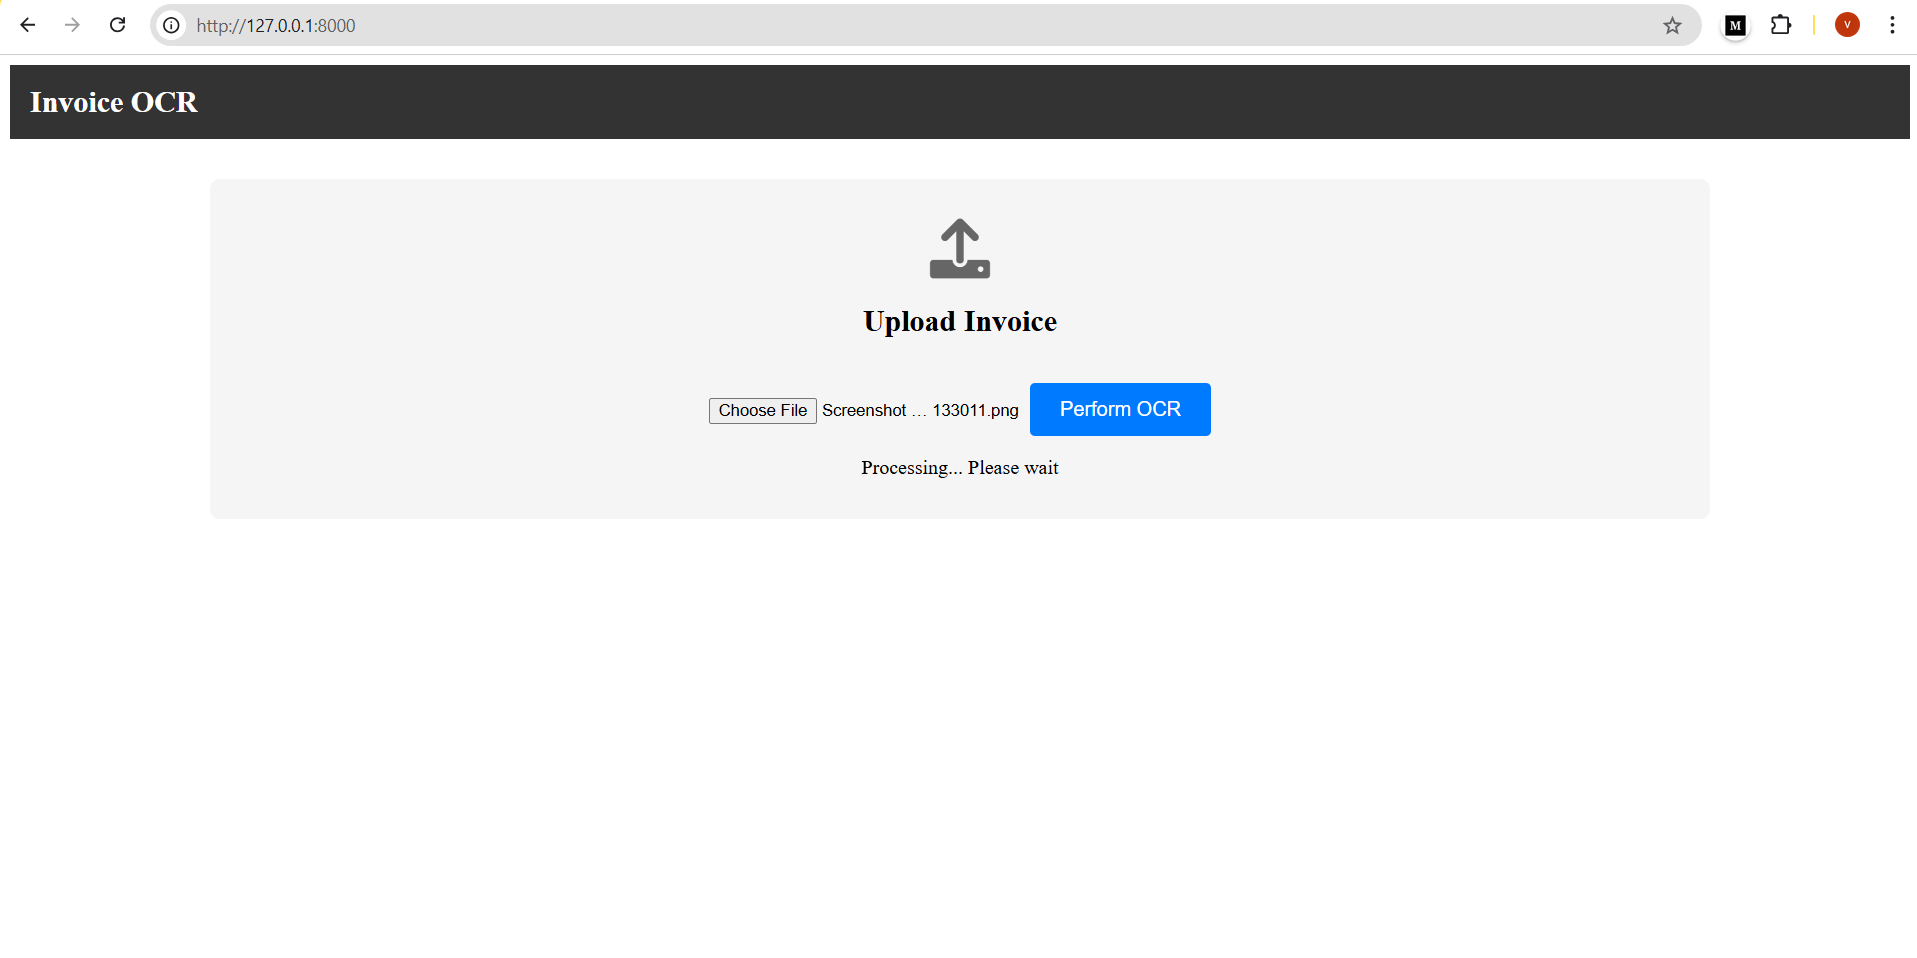 http://127.0.0.1:8000
M
V
Invoice OCR
Upload Invoice
Choose File Screenshot ... 133011.png Perform OCR
Processing... Please wait